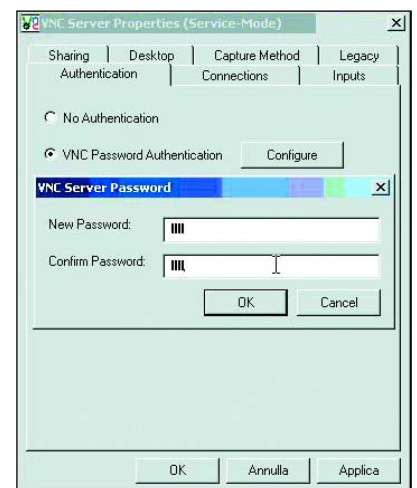 VNC Server Properties (Service-Mode)
Sharing Desktop Capture Method Legacy
Authentication Connections Inputs
No Authentication
VNC Password Authentication Configure
VNC Server Password
New Password:
Confirm Password:
OK Cancel
OK Annulla Applica